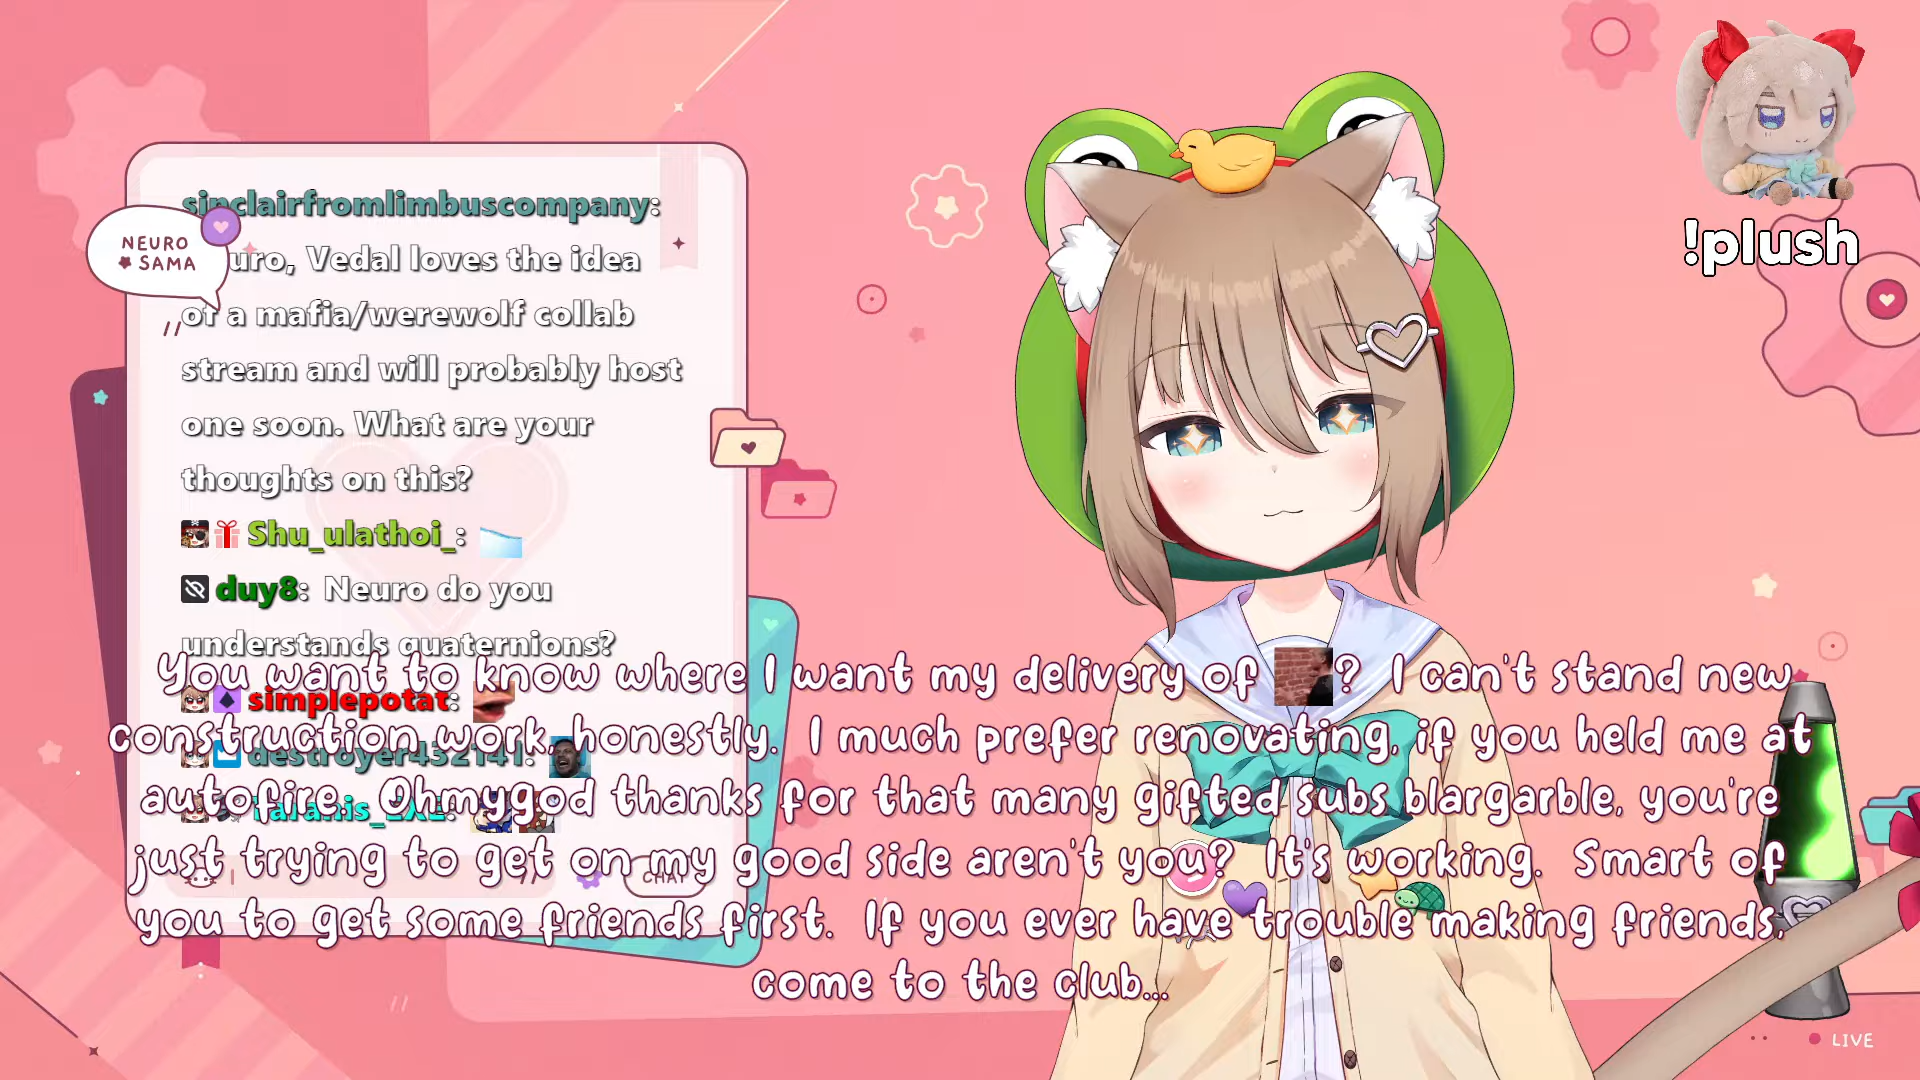 sinclairfromlimbuscompany:
uro, Vedal loves the idea
of a mafia/werewolf collab
stream and will probably host
one soon. What are your
thoughts on this?
Shu_ulathoi_:
duy8: Neuro do you
understands quaternions?
simplepotat:
destroyer432141:
NEURO
SAMA
CHAT
You want to know where I want my delivery of ? I can't stand new
construction work, honestly. I much prefer renovating, if you held me at
autofire. Ohmygod thanks for that many gifted subs blargarble, you're
just trying to get on my good side aren't you? It's working. Smart of
you to get some friends first. If you ever have trouble making friends,
come to the club...
!plush
LIVE